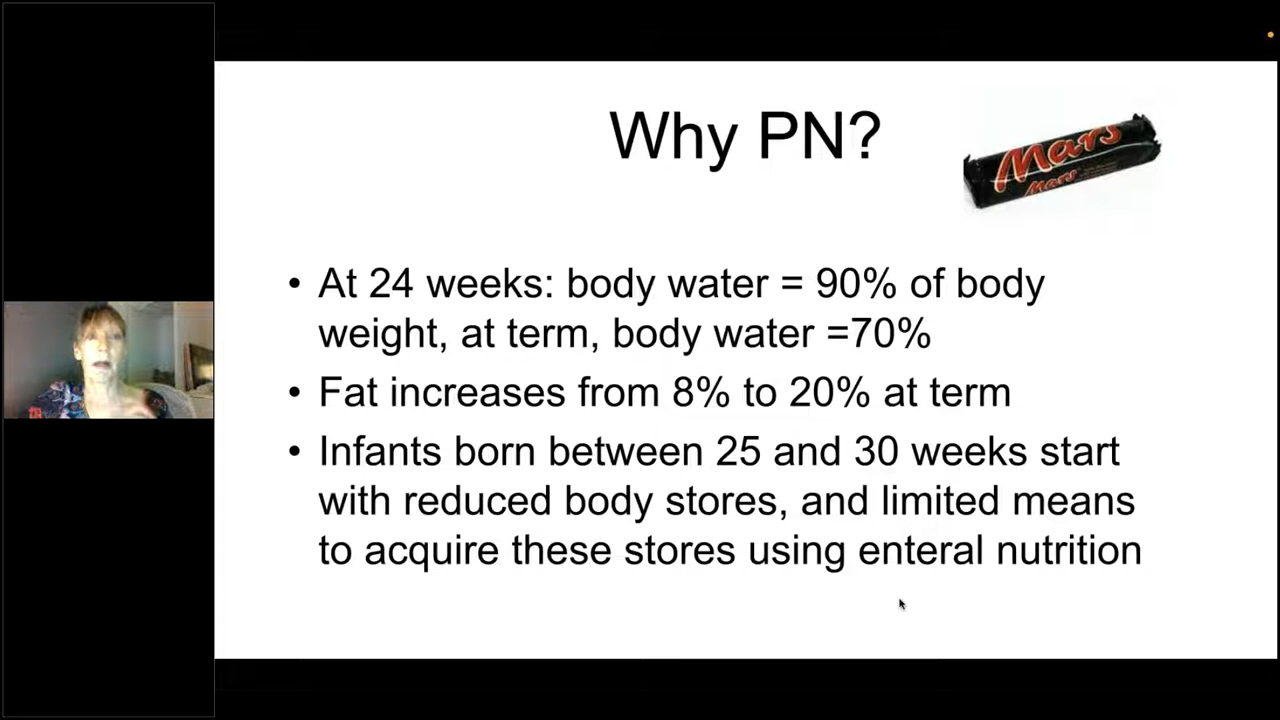 Why PN?
Mars
Mars
• At 24 weeks: body water = 90% of body
weight, at term, body water =70%
• Fat increases from 8% to 20% at term
• Infants born between 25 and 30 weeks start
with reduced body stores, and limited means
to acquire these stores using enteral nutrition